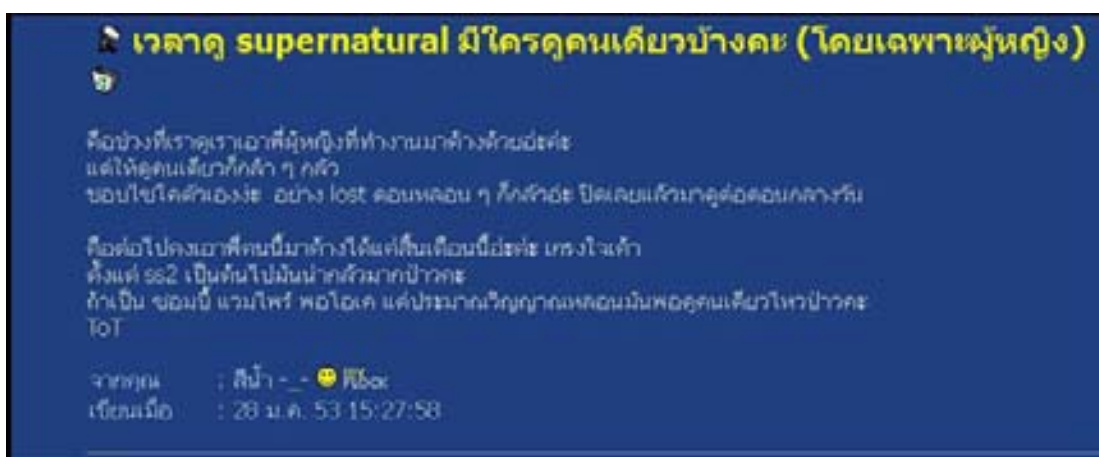 เวลาดู supernatural มีใครดูคนเดียวบ้างคะ (โดยเฉพาะผู้หญิง)
คือช่วงที่เราดูเราเอาพี่ผู้หญิงที่ทำงานมาค้างด้วยอ่ะค่ะ
แต่ให้ดูคนเดียวก็กล้า ๆ กลัว
ชอบไซโคตัวเองง่ะ อย่าง lost ตอนหลอน ๆ ก็กลัวอ่ะ ปิดเลยแล้วมาดูต่อตอนกลางวัน
คือต่อไปคงเอาพี่คนนี้มาค้างได้แค่สิ้นเดือนนี้อ่ะค่ะ เกรงใจเค้า
ตั้งแต่ ss2 เป็นต้นไปมันน่ากลัวมากป่าวคะ
ถ้าเป็น ซอมบี้ แวมไพร์ พอโอเค แต่ประมาณวิญญาณหลอนมันพอดูคนเดียวไหวป่าวคะ
ToT
จากคุณ : สีน้ำ -_-
เขียนเมื่อ : 28 ม.ค. 53 15:27:58